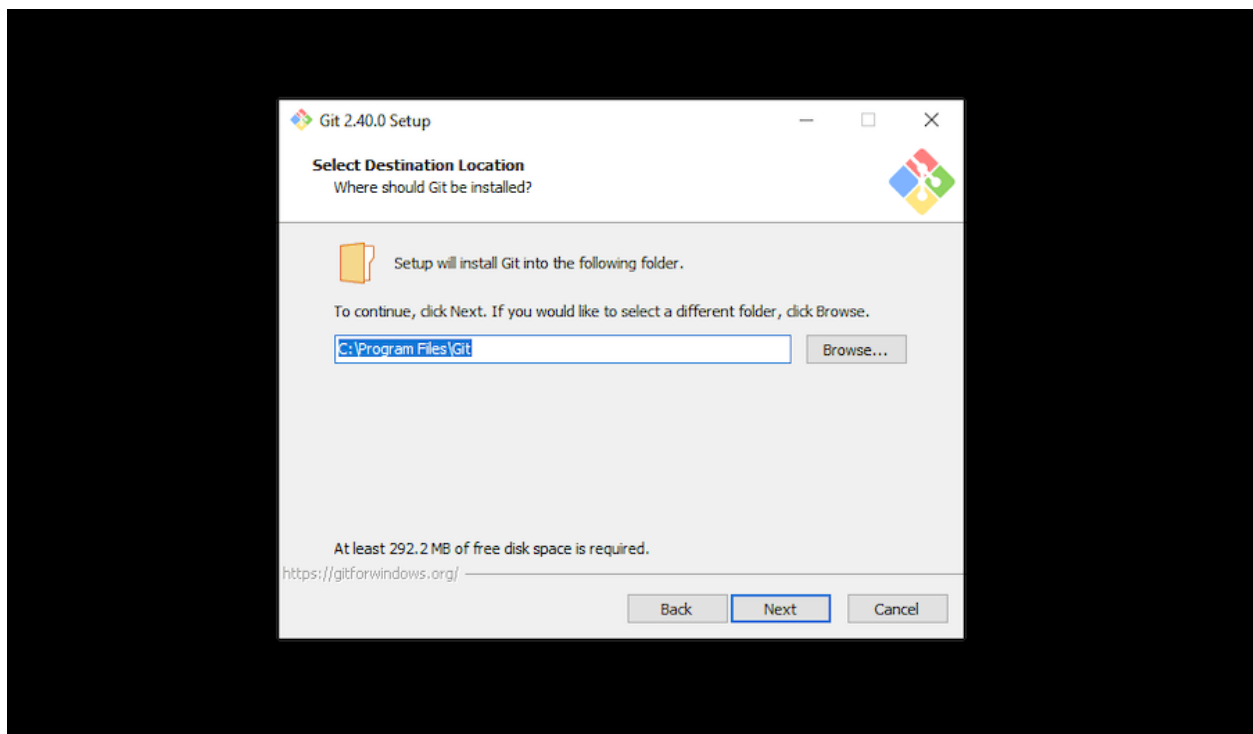 Git 2.40.0 Setup
Select Destination Location
Where should Git be installed?
Setup will install Git into the following folder.
To continue, click Next. If you would like to select a different folder, click Browse.
C:\Program Files\Git
Browse...
At least 292.2 MB of free disk space is required.
https://gitforwindows.org/
Back Next Cancel